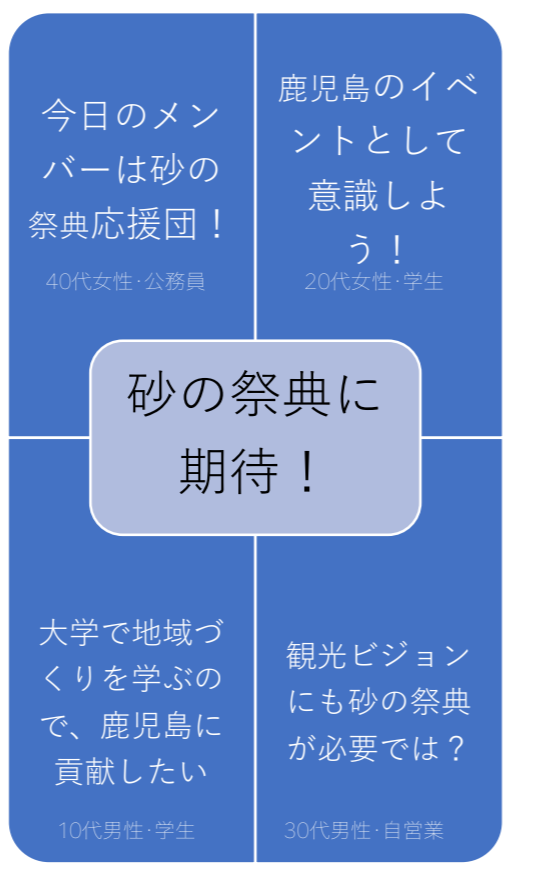 今日のメン
バーは砂の
祭典応援団！
40代女性･公務員
鹿児島のイベ
ントとして
意識しよ
う！
20代女性･学生
砂の祭典に
期待！
大学で地域づ
くりを学ぶの
で、鹿児島に
貢献したい
10代男性･学生
観光ビジョン
にも砂の祭典
が必要では？
30代男性･自営業